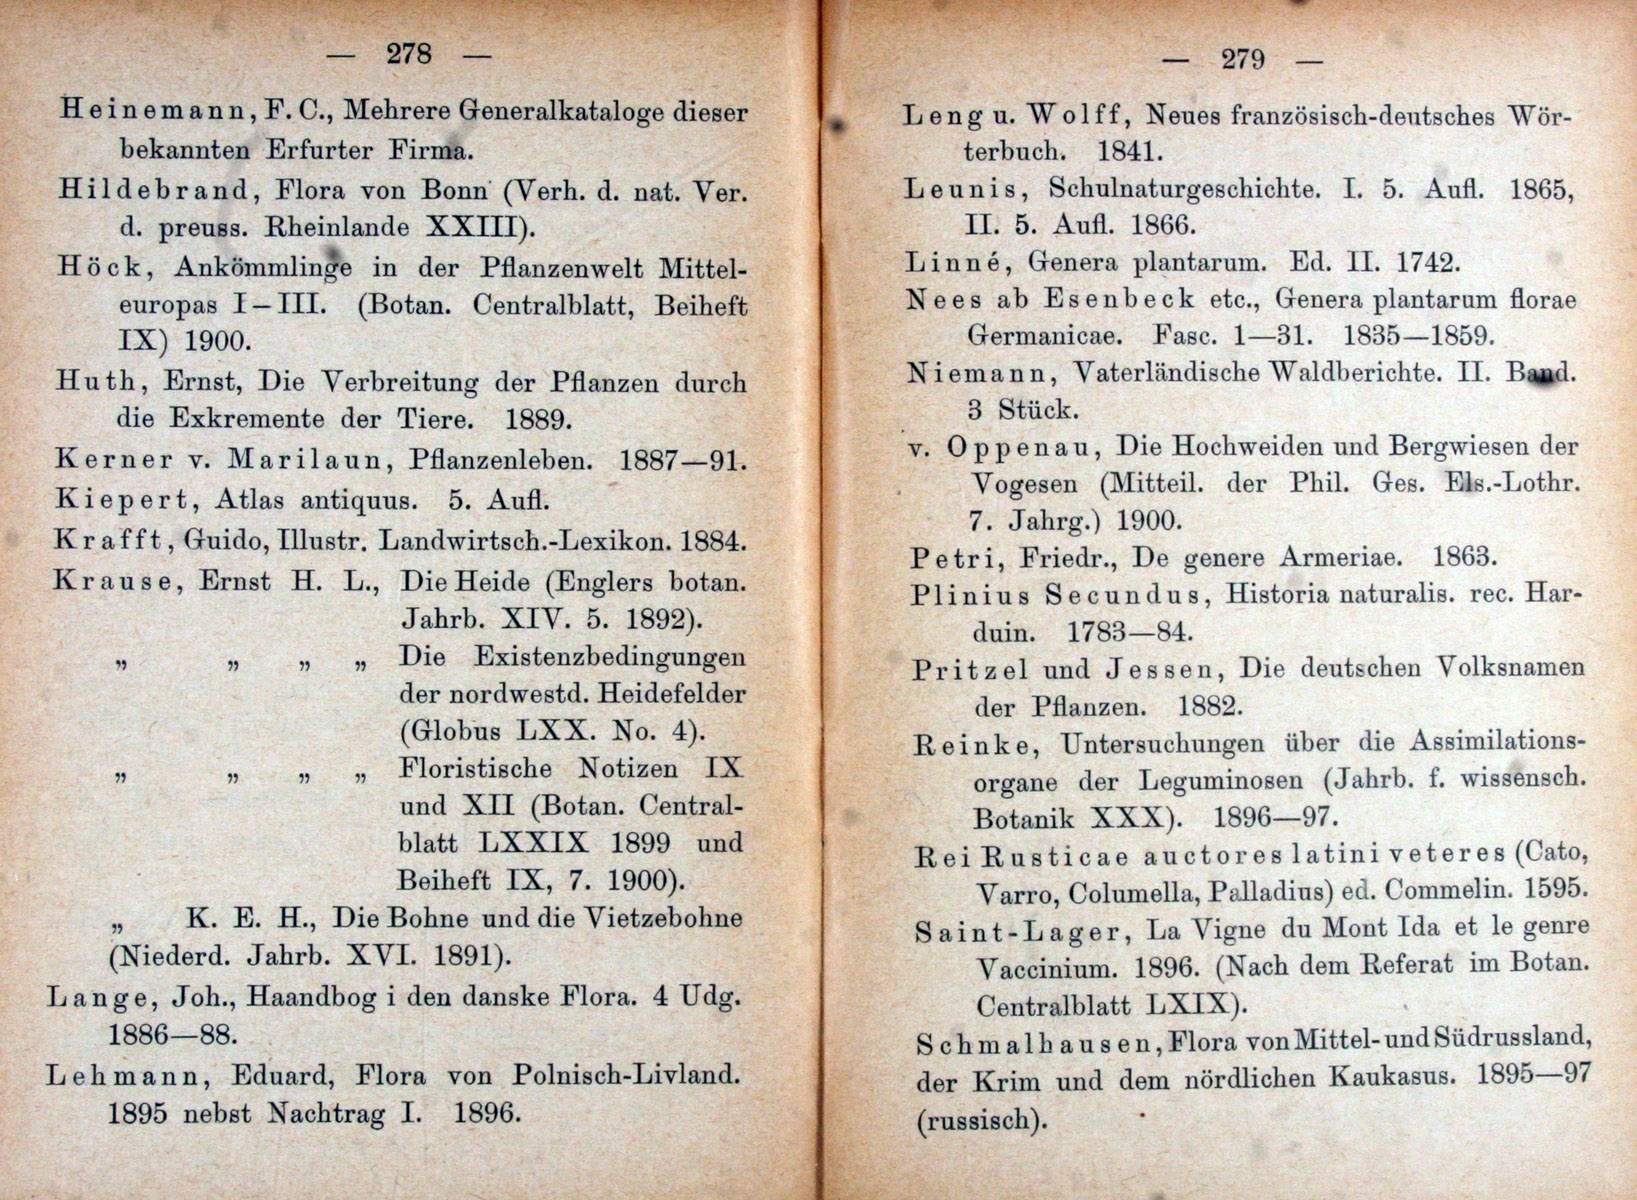 — 278 —
Heinemann, F. C., Mehrere Generalkataloge dieser
bekannten Erfurter Firma.
Hildebrand, Flora von Bonn (Verh. d. nat. Ver.
d. preuss. Rheinlande XXIII).
Höck, Ankömmlinge in der Pflanzenwelt Mittel-
europas I–III. (Botan. Centralblatt, Beiheft
IX) 1900.
Huth, Ernst, Die Verbreitung der Pflanzen durch
die Exkremente der Tiere. 1889.
Kerner v. Marilaun, Pflanzenleben. 1887—91.
Kiepert, Atlas antiquus. 5. Aufl.
Krafft, Guido, Illustr. Landwirtsch.-Lexikon. 1884.
Krause, Ernst H. L., Die Heide (Englers botan.
Jahrb. XIV. 5. 1892).
„ „ „ „ Die Existenzbedingungen
der nordwestd. Heidefelder
(Globus LXX. No. 4).
„ „ „ „ Floristische Notizen IX
und XII (Botan. Central-
blatt LXXIX 1899 und
Beiheft IX, 7. 1900).
„ K. E. H., Die Bohne und die Vietzebohne
(Niederd. Jahrb. XVI. 1891).
Lange, Joh., Haandbog i den danske Flora. 4 Udg.
1886—88.
Lehmann, Eduard, Flora von Polnisch-Livland.
1895 nebst Nachtrag I. 1896.
— 279 —
Leng u. Wolff, Neues französisch-deutsches Wör-
terbuch. 1841.
Leunis, Schulnaturgeschichte. I. 5. Aufl. 1865,
II. 5. Aufl. 1866.
Linné, Genera plantarum. Ed. II. 1742.
Nees ab Esenbeck etc., Genera plantarum florae
Germanicae. Fasc. 1—31. 1835—1859.
Niemann, Vaterländische Waldberichte. II. Band.
3 Stück.
v. Oppenau, Die Hochweiden und Bergwiesen der
Vogesen (Mitteil. der Phil. Ges. Els.-Lothr.
7. Jahrg.) 1900.
Petri, Friedr., De genere Armeriae. 1863.
Plinius Secundus, Historia naturalis. rec. Har-
duin. 1783—84.
Pritzel und Jessen, Die deutschen Volksnamen
der Pflanzen. 1882.
Reinke, Untersuchungen über die Assimilations-
organe der Leguminosen (Jahrb. f. wissensch.
Botanik XXX). 1896—97.
Rei Rusticae auctores latini veteres (Cato,
Varro, Columella, Palladius) ed. Commelin. 1595.
Saint-Lager, La Vigne du Mont Ida et le genre
Vaccinium. 1896. (Nach dem Referat im Botan.
Centralblatt LXIX).
Schmalhausen, Flora von Mittel- und Südrussland,
der Krim und dem nördlichen Kaukasus. 1895—97
(russisch).